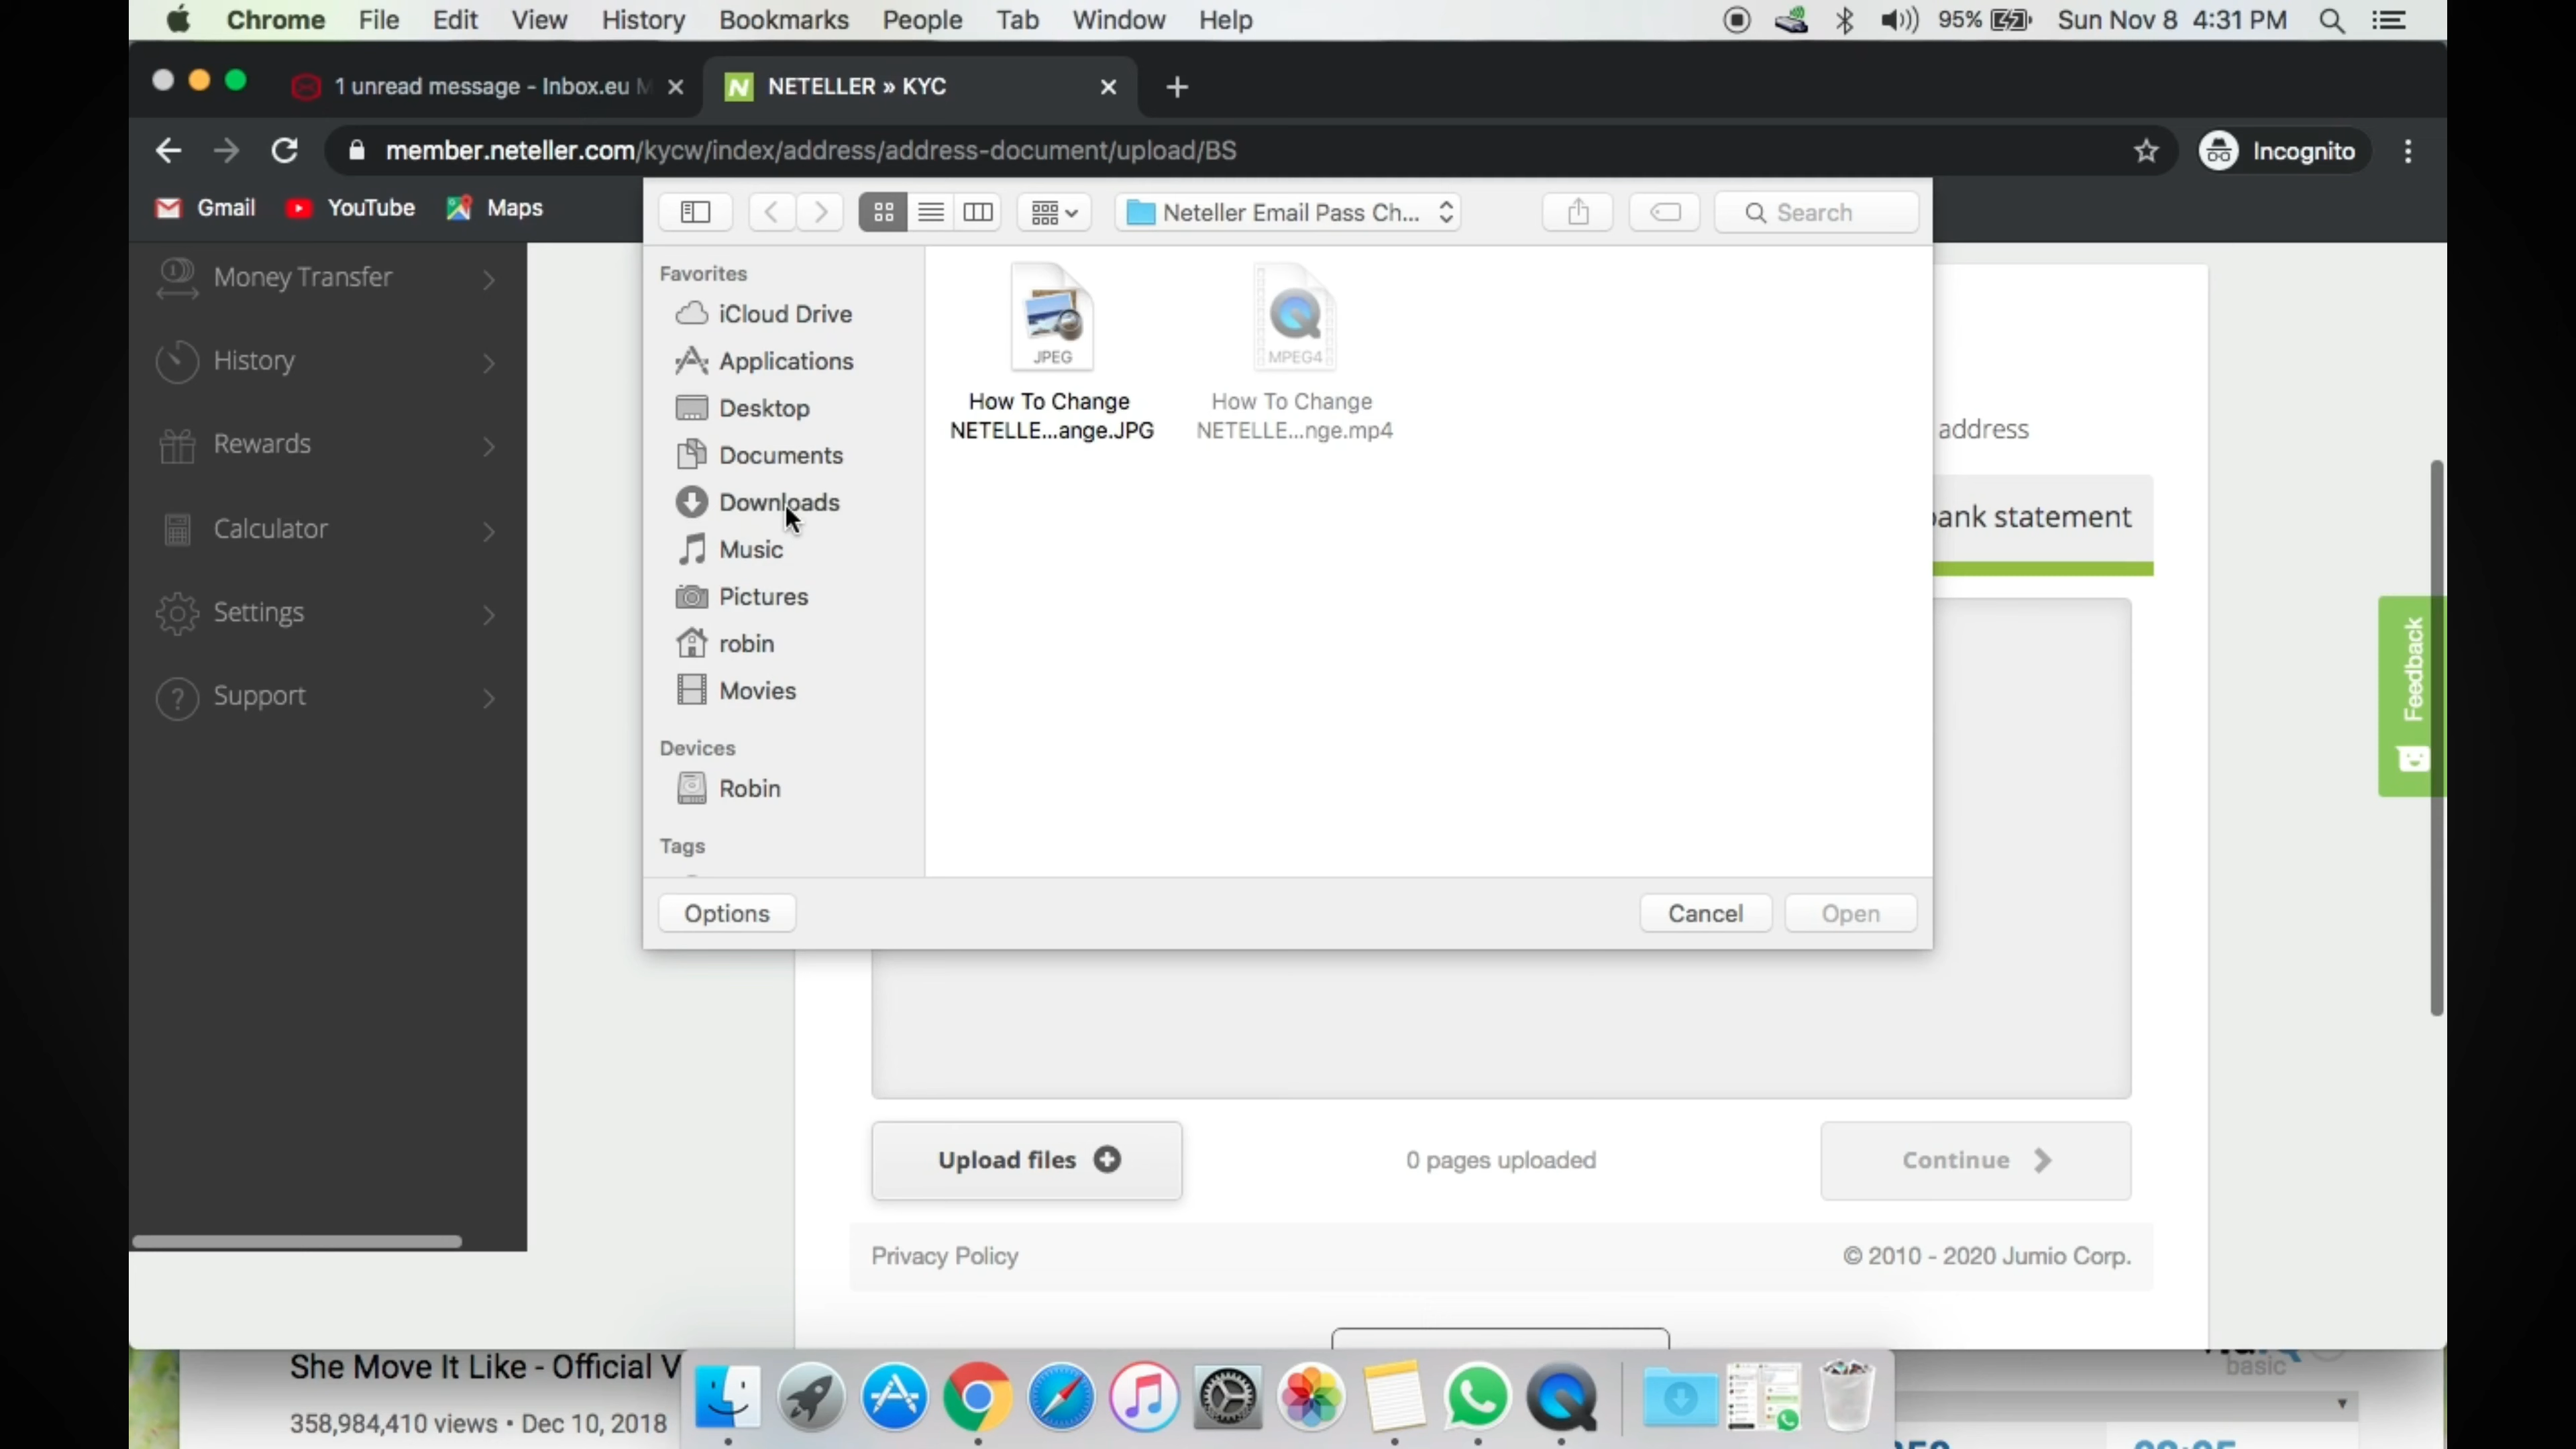 Chrome File Edit View History Bookmarks People Tab Window Help 95% Sun Nov 8 4:31 PM
1 unread message - Inbox.eu M
NETELLER » KYC
member.neteller.com/kycw/index/address/address-document/upload/BS
Incognito
Gmail YouTube Maps
Neteller Email Pass Ch...
Search
Money Transfer
History
Rewards
Calculator
Settings
Support
Favorites
iCloud Drive
Applications
Desktop
Documents
Downloads
Music
Pictures
robin
Movies
Devices
Robin
Tags
JPEG
How To Change
NETELLE...ange.JPG
MPEG4
How To Change
NETELLE...nge.mp4
Options
Cancel
Open
address
bank statement
Feedback
Upload files
0 pages uploaded
Continue
Privacy Policy
© 2010 - 2020 Jumio Corp.
She Move It Like - Official V
358,984,410 views • Dec 10, 2018
basic